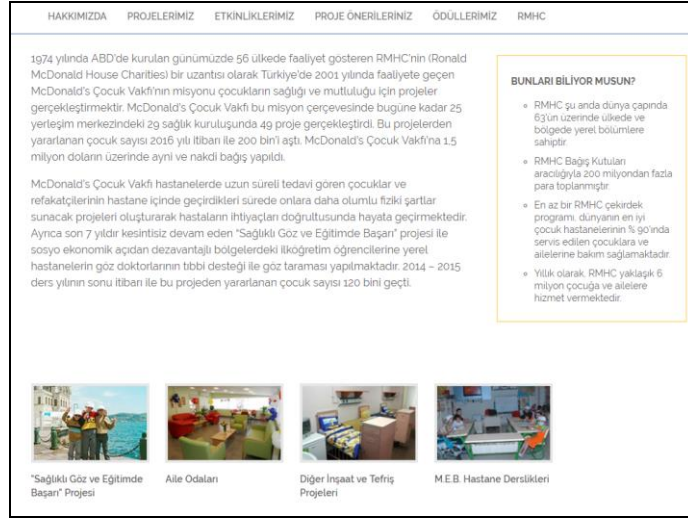 HAKKIMIZDA PROJELERİMİZ ETKİNLİKLERİMİZ PROJE ÖNERİLERİNİZ ÖDÜLLERİMİZ RMHC
1974 yılında ABD'de kurulan günümüzde 56 ülkede faaliyet gösteren RMHC'nin (Ronald
McDonald House Charities) bir uzantısı olarak Türkiye'de 2001 yılında faaliyete geçen
McDonald's Çocuk Vakfı'nın misyonu çocukların sağlığı ve mutluluğu için projeler
gerçekleştirmektir. McDonald's Çocuk Vakfı bu misyon çerçevesinde bugüne kadar 25
yerleşim merkezindeki 29 sağlık kuruluşunda 49 proje gerçekleştirdi. Bu projelerden
yararlanan çocuk sayısı 2016 yılı itibarı ile 200 bin'i aştı. McDonald's Çocuk Vakfı'na 1,5
milyon doların üzerinde ayni ve nakdi bağış yapıldı.
McDonald's Çocuk Vakfı hastanelerde uzun süreli tedavi gören çocuklar ve
refakatçilerinin hastane içinde geçirdikleri sürede onlara daha olumlu fiziki şartlar
sunacak projeleri oluşturarak hastaların ihtiyaçları doğrultusunda hayata geçirmektedir.
Ayrıca son 7 yıldır kesintisiz devam eden "Sağlıklı Göz ve Eğitimde Başarı" projesi ile
sosyo ekonomik açıdan dezavantajlı bölgelerdeki ilköğretim öğrencilerine yerel
hastanelerin göz doktorlarının tıbbi desteği ile göz taraması yapılmaktadır. 2014 – 2015
ders yılının sonu itibarı ile bu projeden yararlanan çocuk sayısı 120 bini geçti.
BUNLARI BİLİYOR MUSUN?
RMHC şu anda dünya çapında
63'ün üzerinde ülkede ve
bölgede yerel bölümlere
sahiptir.
RMHC Bağış Kutuları
aracılığıyla 200 milyondan fazla
para toplanmıştır.
En az bir RMHC çekirdek
programı, dünyanın en iyi
çocuk hastanelerinin % 90'ında
servis edilen çocuklara ve
ailelerine bakım sağlamaktadır.
Yıllık olarak, RMHC yaklaşık 6
milyon çocuğa ve ailelere
hizmet vermektedir.
"Sağlıklı Göz ve Eğitimde
Başarı" Projesi
Aile Odaları
Diğer İnşaat ve Tefriş
Projeleri
M.E.B. Hastane Derslikleri